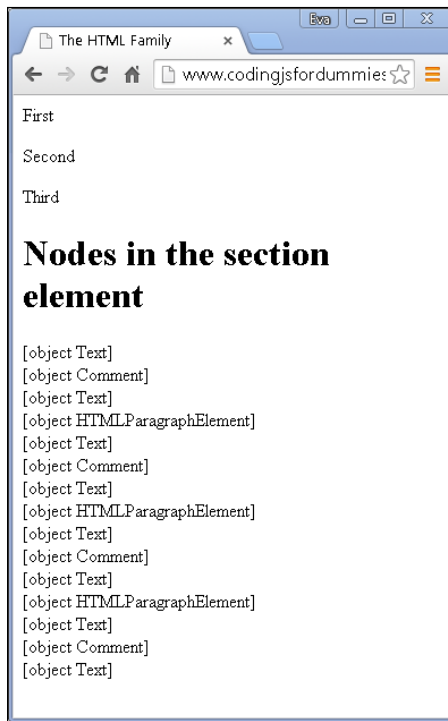 Eva
The HTML Family
www.codingjsfordummies
First
Second
Third
Nodes in the section
element
[object Text]
[object Comment]
[object Text]
[object HTMLParagraphElement]
[object Text]
[object Comment]
[object Text]
[object HTMLParagraphElement]
[object Text]
[object Comment]
[object Text]
[object HTMLParagraphElement]
[object Text]
[object Comment]
[object Text]